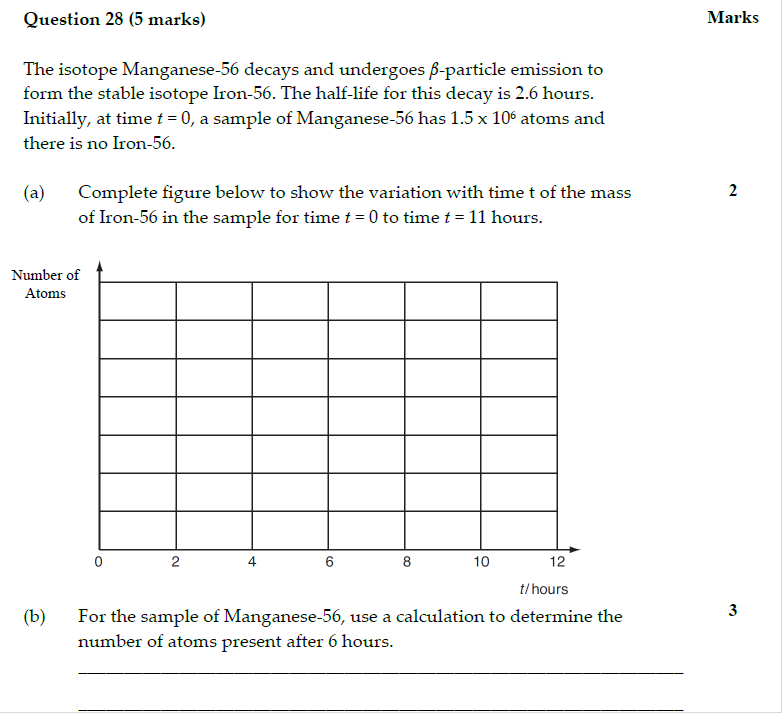 Question 28 (5 marks) Marks
The isotope Manganese-56 decays and undergoes β-particle emission to
form the stable isotope Iron-56. The half-life for this decay is 2.6 hours.
Initially, at time t = 0, a sample of Manganese-56 has 1.5 x 10⁶ atoms and
there is no Iron-56.
(a) Complete figure below to show the variation with time t of the mass 2
of Iron-56 in the sample for time t = 0 to time t = 11 hours.
Number of
Atoms
0 2 4 6 8 10 12
t/hours
(b) For the sample of Manganese-56, use a calculation to determine the 3
number of atoms present after 6 hours.